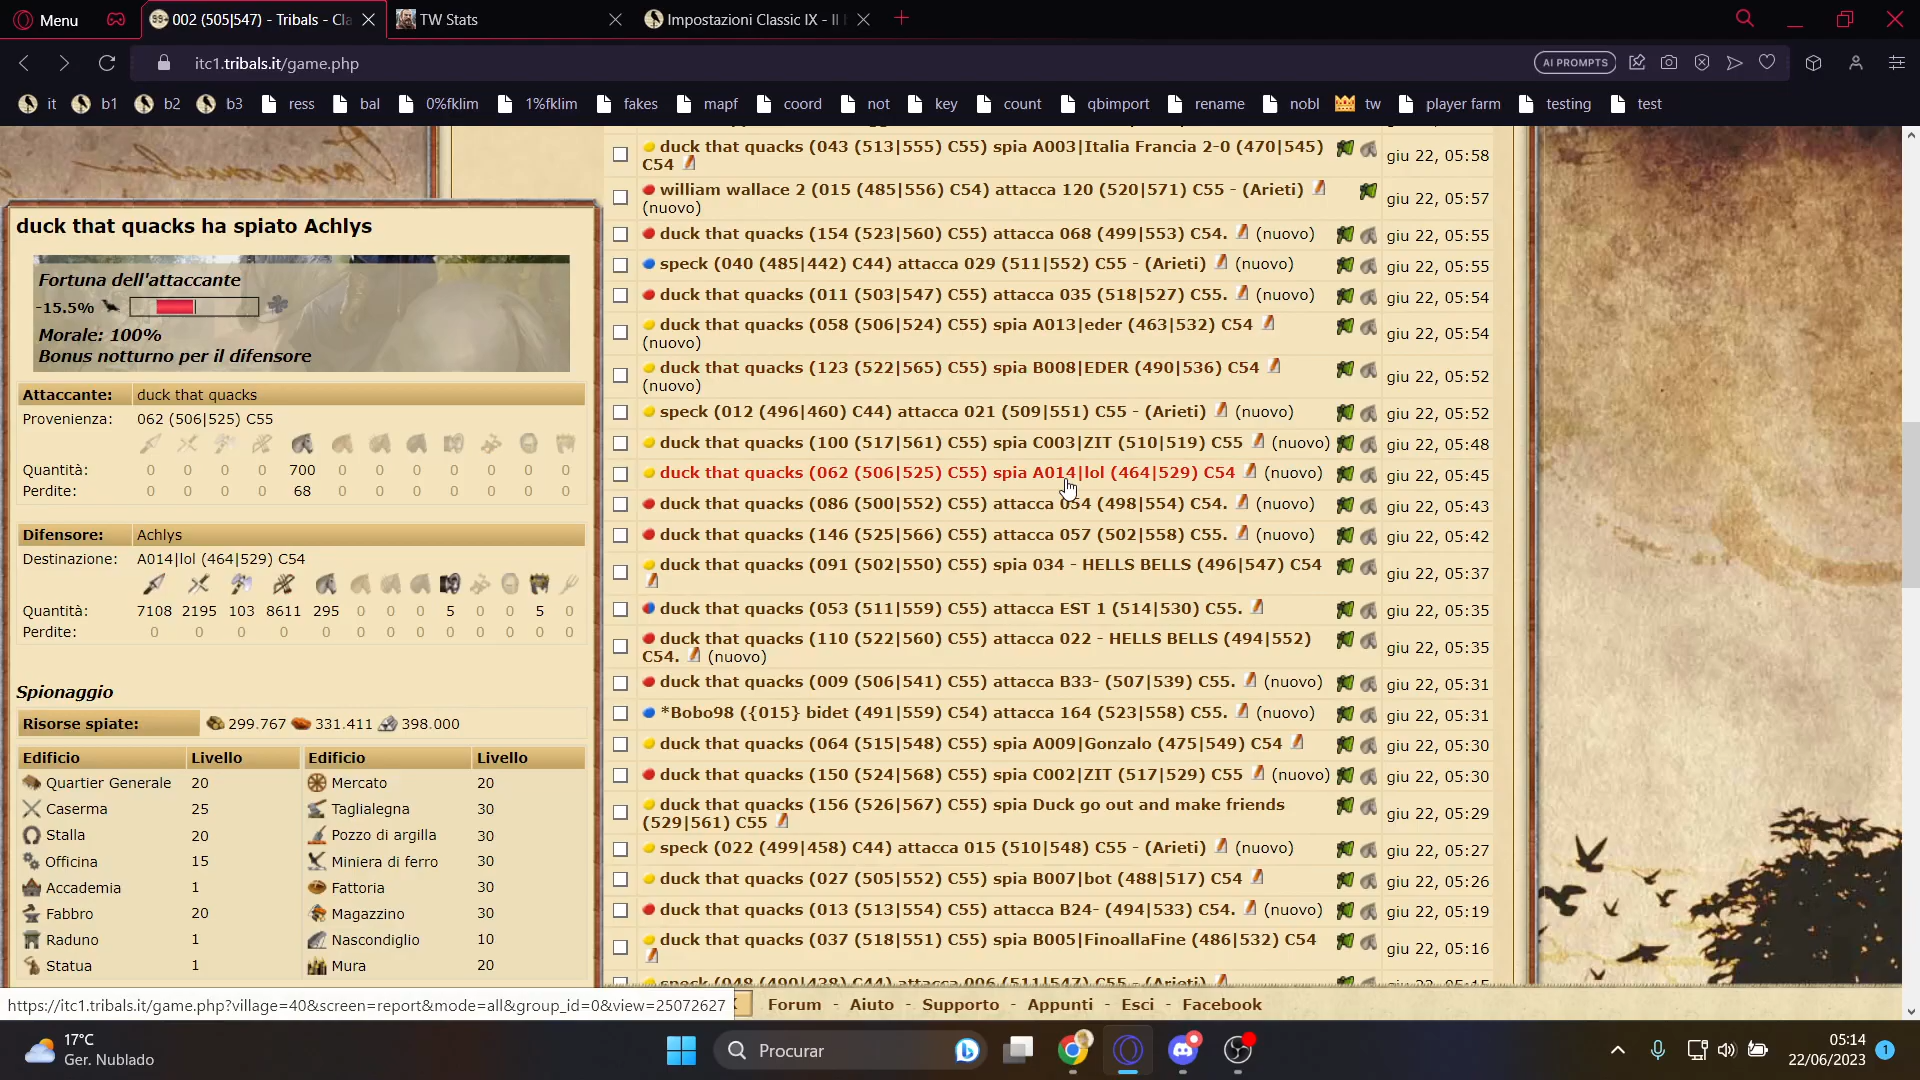 Menu
002 (505|547) - Tribals - Cla
TW Stats
Impostazioni Classic IX - Il
itc1.tribals.it/game.php
AI PROMPTS
it b1 b2 b3 ress bal 0%fklim 1%fklim fakes mapf coord not key count qbimport rename nobl tw player farm testing test
duck that quacks ha spiato Achlys
Fortuna dell'attaccante
-15.5%
Morale: 100%
Bonus notturno per il difensore
Attaccante: duck that quacks
Provenienza: 062 (506|525) C55
Quantità: 0 0 0 0 700 0 0 0 0 0 0 0
Perdite: 0 0 0 0 68 0 0 0 0 0 0 0
Difensore: Achlys
Destinazione: A014|lol (464|529) C54
Quantità: 7108 2195 103 8611 295 0 0 0 5 0 0 5 0
Perdite: 0 0 0 0 0 0 0 0 0 0 0 0 0
Spionaggio
Risorse spiate: 299.767 331.411 398.000
Edificio Livello Edificio Livello
Quartier Generale 20 Mercato 20
Caserma 25 Taglialegna 30
Stalla 20 Pozzo di argilla 30
Officina 15 Miniera di ferro 30
Accademia 1 Fattoria 30
Fabbro 20 Magazzino 30
Raduno 1 Nascondiglio 10
Statua 1 Mura 20
duck that quacks (043 (513|555) C55) spia A003|Italia Francia 2-0 (470|545)
C54 giu 22, 05:58
william wallace 2 (015 (485|556) C54) attacca 120 (520|571) C55 - (Arieti)
(nuovo) giu 22, 05:57
duck that quacks (154 (523|560) C55) attacca 068 (499|553) C54. (nuovo) giu 22, 05:55
speck (040 (485|442) C44) attacca 029 (511|552) C55 - (Arieti) (nuovo) giu 22, 05:55
duck that quacks (011 (503|547) C55) attacca 035 (518|527) C55. (nuovo) giu 22, 05:54
duck that quacks (058 (506|524) C55) spia A013|eder (463|532) C54
(nuovo) giu 22, 05:54
duck that quacks (123 (522|565) C55) spia B008|EDER (490|536) C54
(nuovo) giu 22, 05:52
speck (012 (496|460) C44) attacca 021 (509|551) C55 - (Arieti) (nuovo) giu 22, 05:52
duck that quacks (100 (517|561) C55) spia C003|ZIT (510|519) C55 (nuovo) giu 22, 05:48
duck that quacks (062 (506|525) C55) spia A014|lol (464|529) C54 (nuovo) giu 22, 05:45
duck that quacks (086 (500|552) C55) attacca 054 (498|554) C54. (nuovo) giu 22, 05:43
duck that quacks (146 (525|566) C55) attacca 057 (502|558) C55. (nuovo) giu 22, 05:42
duck that quacks (091 (502|550) C55) spia 034 - HELLS BELLS (496|547) C54 giu 22, 05:37
duck that quacks (053 (511|559) C55) attacca EST 1 (514|530) C55. giu 22, 05:35
duck that quacks (110 (522|560) C55) attacca 022 - HELLS BELLS (494|552)
C54. (nuovo) giu 22, 05:35
duck that quacks (009 (506|541) C55) attacca B33- (507|539) C55. (nuovo) giu 22, 05:31
*Bobo98 ({015} bidet (491|559) C54) attacca 164 (523|558) C55. (nuovo) giu 22, 05:31
duck that quacks (064 (515|548) C55) spia A009|Gonzalo (475|549) C54 giu 22, 05:30
duck that quacks (150 (524|568) C55) spia C002|ZIT (517|529) C55 (nuovo) giu 22, 05:30
duck that quacks (156 (526|567) C55) spia Duck go out and make friends
(529|561) C55 giu 22, 05:29
speck (022 (499|458) C44) attacca 015 (510|548) C55 - (Arieti) (nuovo) giu 22, 05:27
duck that quacks (027 (505|552) C55) spia B007|bot (488|517) C54 giu 22, 05:26
duck that quacks (013 (513|554) C55) attacca B24- (494|533) C54. (nuovo) giu 22, 05:19
duck that quacks (037 (518|551) C55) spia B005|FinoallaFine (486|532) C54 giu 22, 05:16
https://itc1.tribals.it/game.php?village=40&screen=report&mode=all&group_id=0&view=25072627
Forum - Aiuto - Supporto - Appunti - Esci - Facebook
17°C
Ger. Nublado
Procurar
05:14
22/06/2023
1